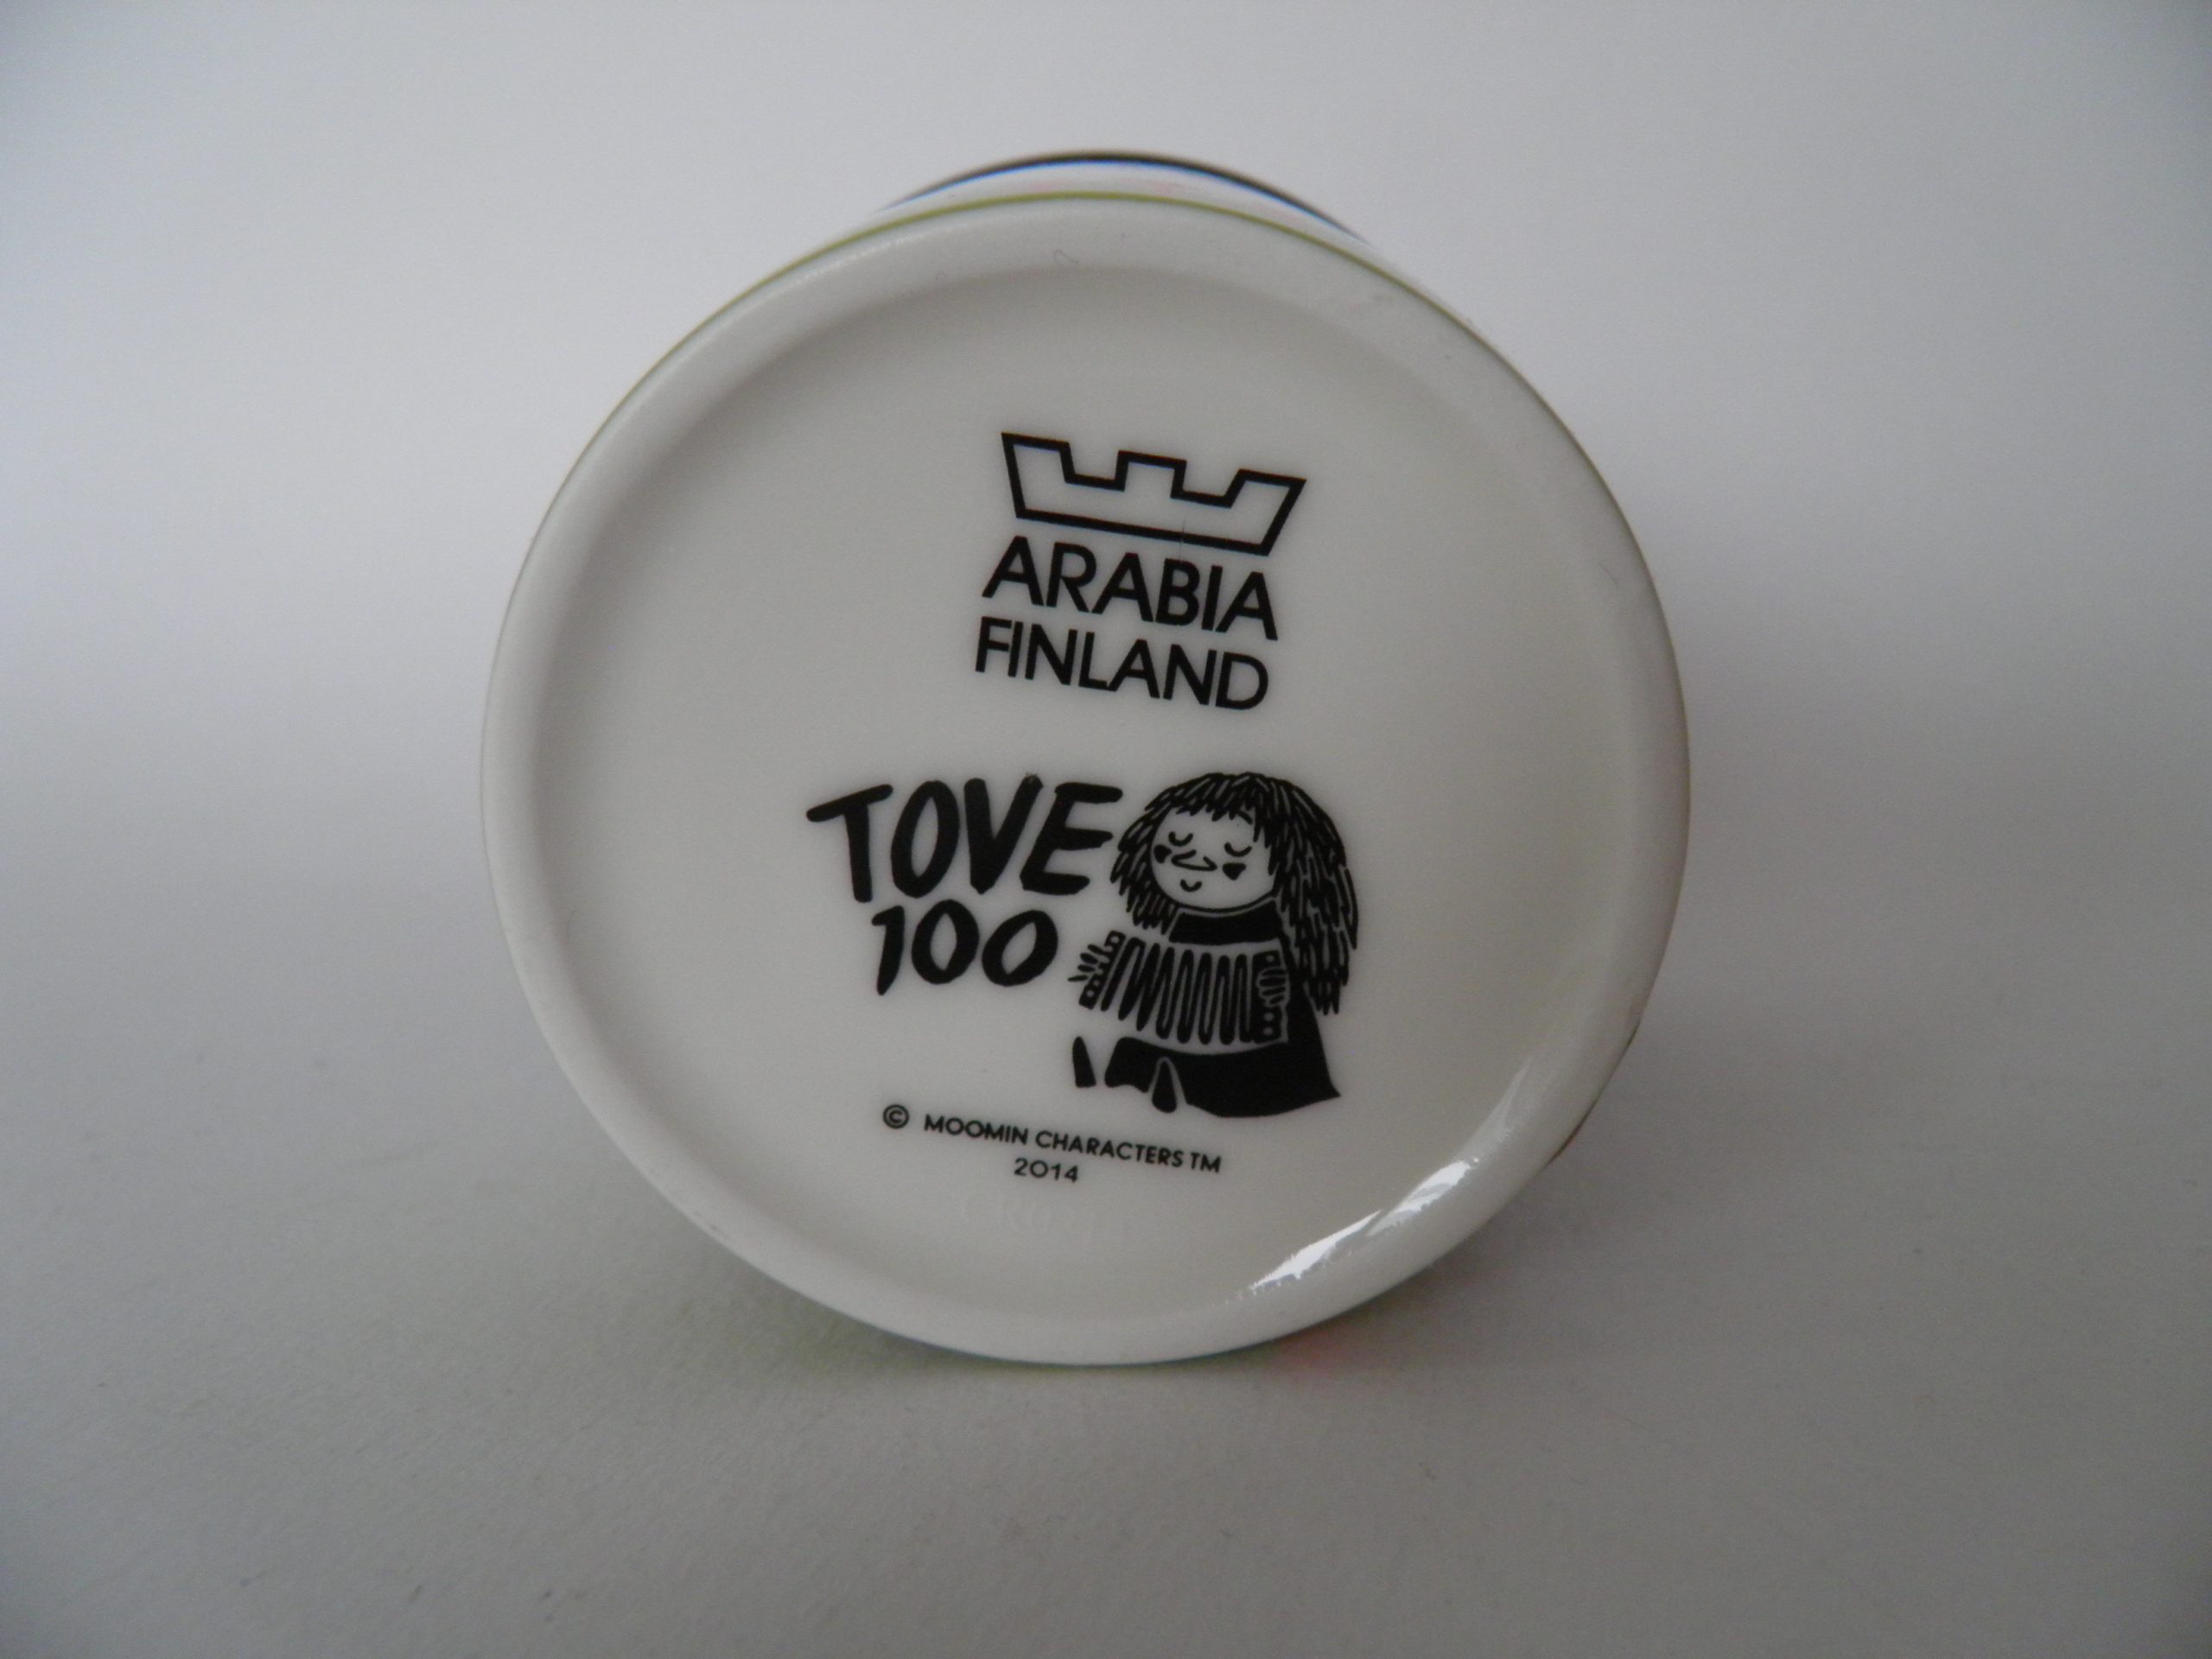 ARABIA
FINLAND
TOVE
100
© MOOMIN CHARACTERS TM
2014